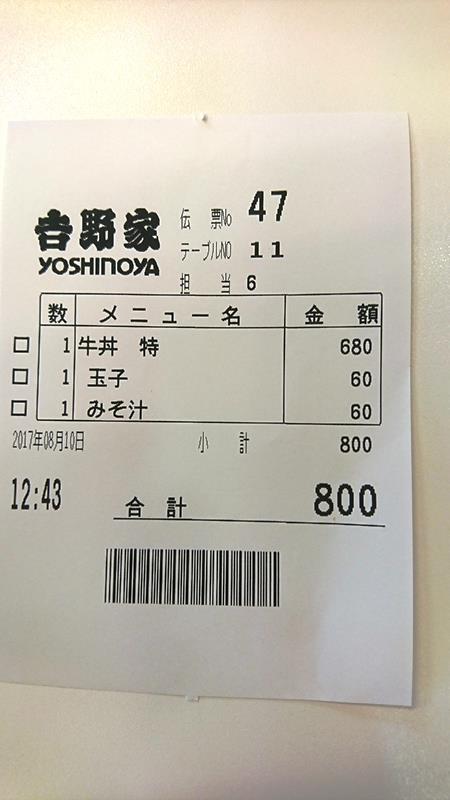 吉野家
YOSHINOYA
伝 票No 47
テーブルNO 11
担 当 6
数 メニュー名 金 額
1 牛丼 特 680
1 玉子 60
1 みそ汁 60
2017年08月10日 小 計 800
12:43 合 計 800